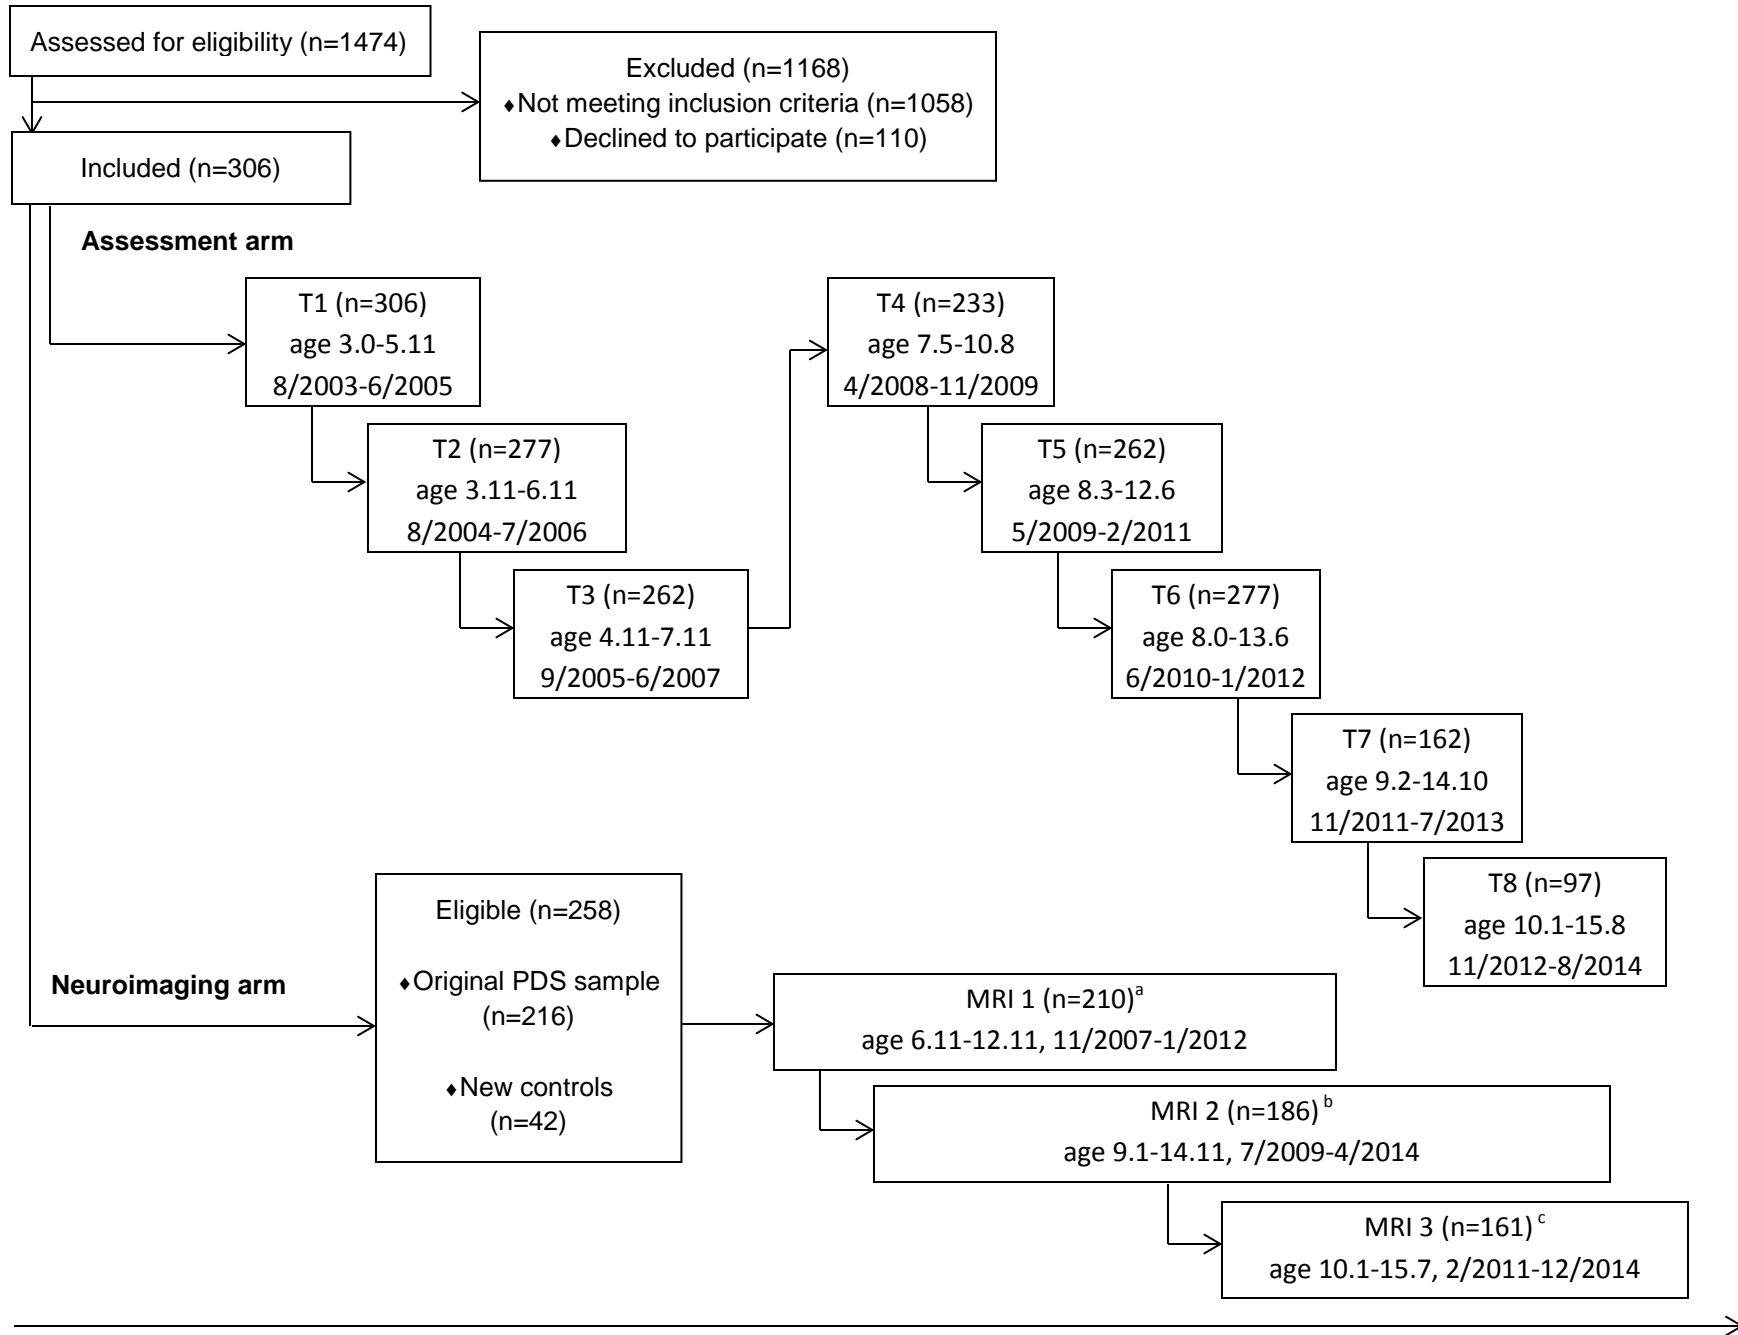 Assessed for eligibility (n=1474)
Excluded (n=1168)
♦Not meeting inclusion criteria (n=1058)
♦Declined to participate (n=110)
Included (n=306)
Assessment arm
T1 (n=306)
age 3.0-5.11
8/2003-6/2005
T2 (n=277)
age 3.11-6.11
8/2004-7/2006
T3 (n=262)
age 4.11-7.11
9/2005-6/2007
T4 (n=233)
age 7.5-10.8
4/2008-11/2009
T5 (n=262)
age 8.3-12.6
5/2009-2/2011
T6 (n=277)
age 8.0-13.6
6/2010-1/2012
T7 (n=162)
age 9.2-14.10
11/2011-7/2013
T8 (n=97)
age 10.1-15.8
11/2012-8/2014
Neuroimaging arm
Eligible (n=258)
♦Original PDS sample
(n=216)
♦New controls
(n=42)
MRI 1 (n=210)a
age 6.11-12.11, 11/2007-1/2012
MRI 2 (n=186) b
age 9.1-14.11, 7/2009-4/2014
MRI 3 (n=161) c
age 10.1-15.7, 2/2011-12/2014